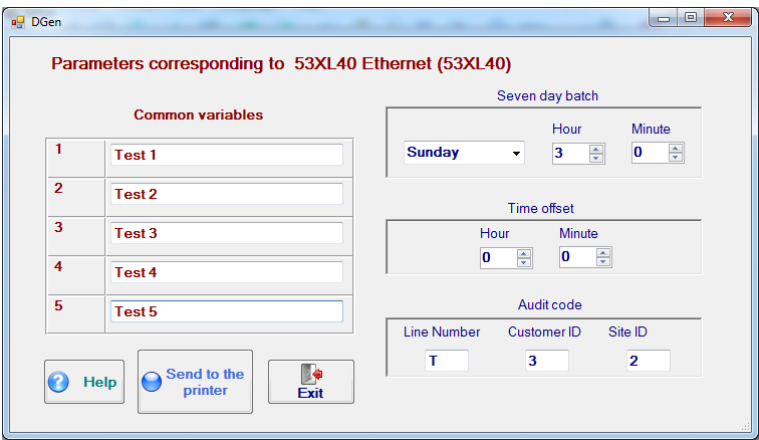 DGen
Parameters corresponding to 53XL40 Ethernet (53XL40)
Common variables
1 Test 1
2 Test 2
3 Test 3
4 Test 4
5 Test 5
Help
Send to the
printer
Exit
Seven day batch
Hour Minute
Sunday 3 0
Time offset
Hour Minute
0 0
Audit code
Line Number Customer ID Site ID
T 3 2